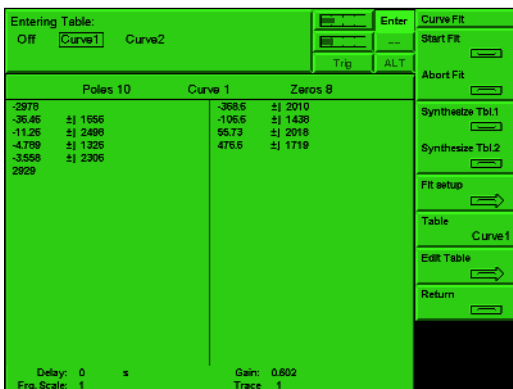 Entering Table:
Off Curve1 Curve2
Enter
--
Trig ALT
Curve Fit
Start Fit
Abort Fit
Synthesize Tbl.1
Synthesize Tbl.2
Fit setup
Table
Curve1
Edit Table
Return
Poles 10 Curve 1 Zeros 8
-2978 -368.6 ±j 2010
-36.46 ±j 1656 -106.6 ±j 1438
-11.26 ±j 2498 55.73 ±j 2018
-4.789 ±j 1326 476.6 ±j 1719
-3.558 ±j 2306
2929
Delay: 0 s Gain: 0.602
Frq. Scale: 1 Trace 1